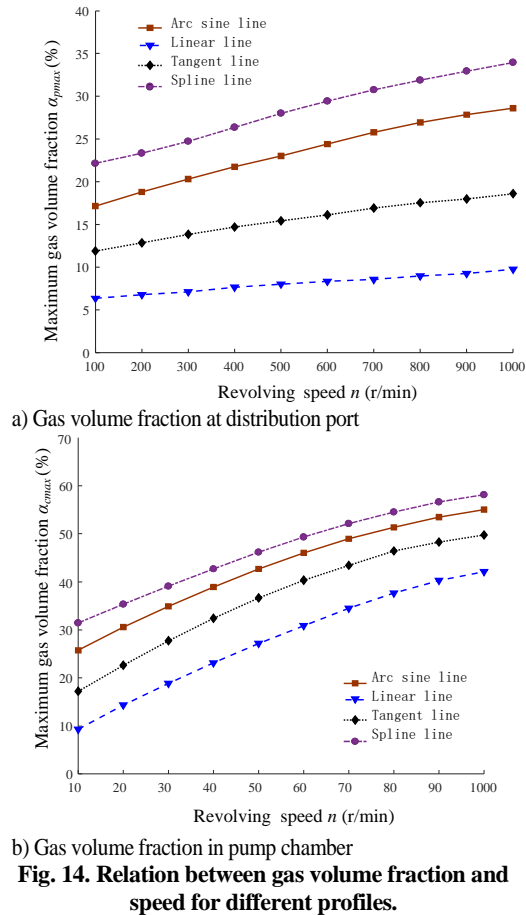 Arc sine line
Linear line
Tangent line
Spline line
Maximum gas volume fraction α_pmax(%)
40
35
30
25
20
15
10
5
0
100 200 300 400 500 600 700 800 900 1000
Revolving speed n (r/min)
a) Gas volume fraction at distribution port
Maximum gas volume fraction α_cmax(%)
70
60
50
40
30
20
10
0
Arc sine line
Linear line
Tangent line
Spline line
10 20 30 40 50 60 70 80 90 1000
Revolving speed n (r/min)
b) Gas volume fraction in pump chamber
Fig. 14. Relation between gas volume fraction and
speed for different profiles.